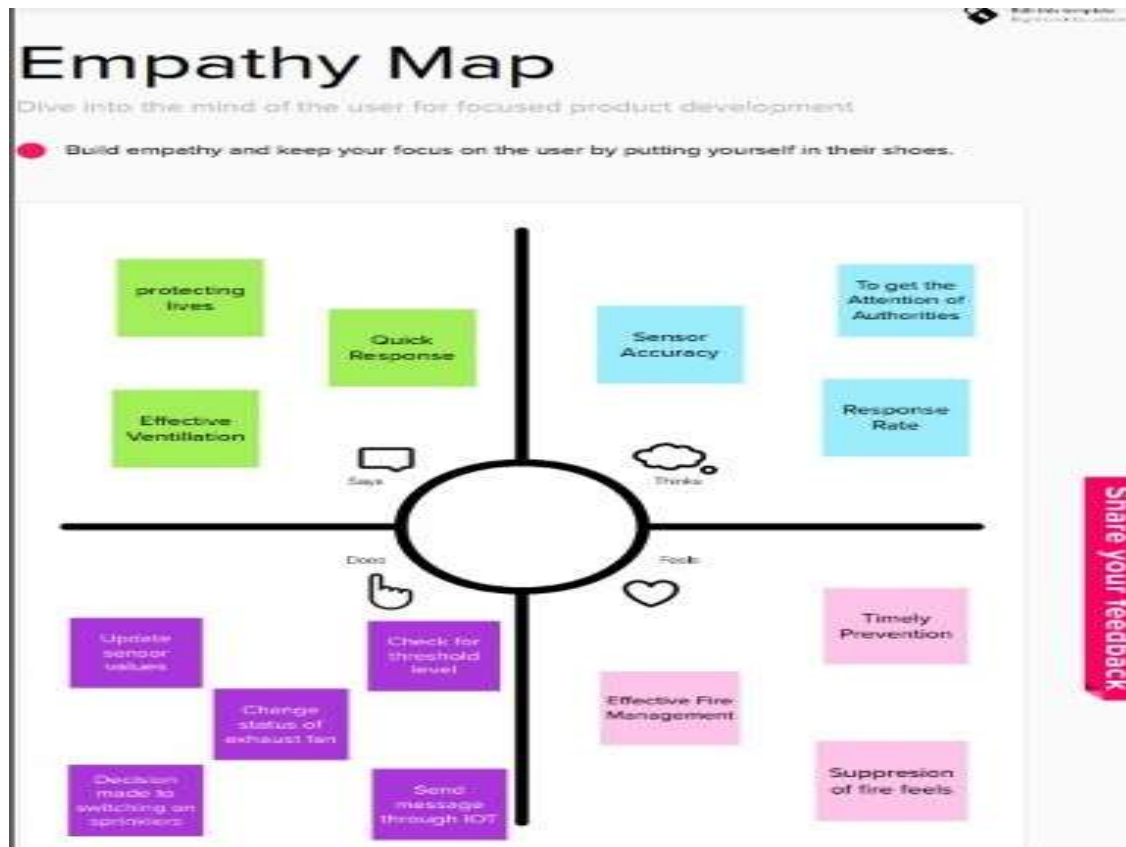 Empathy Map
Dive into the mind of the user for focused product development
Build empathy and keep your focus on the user by putting yourself in their shoes.
protecting
lives
Quick
Response
Effective
Ventillation
Says
Sensor
Accuracy
To get the
Attention of
Authorities
Response
Rate
Thinks
Does
Update
sensor
values
Check for
threshold
level
Change
status of
exhaust fan
Decision
made to
switching on
sprinklers
Send
message
through IOT
Feels
Timely
Prevention
Effective Fire
Management
Suppresion
of fire feels
Share your feedback